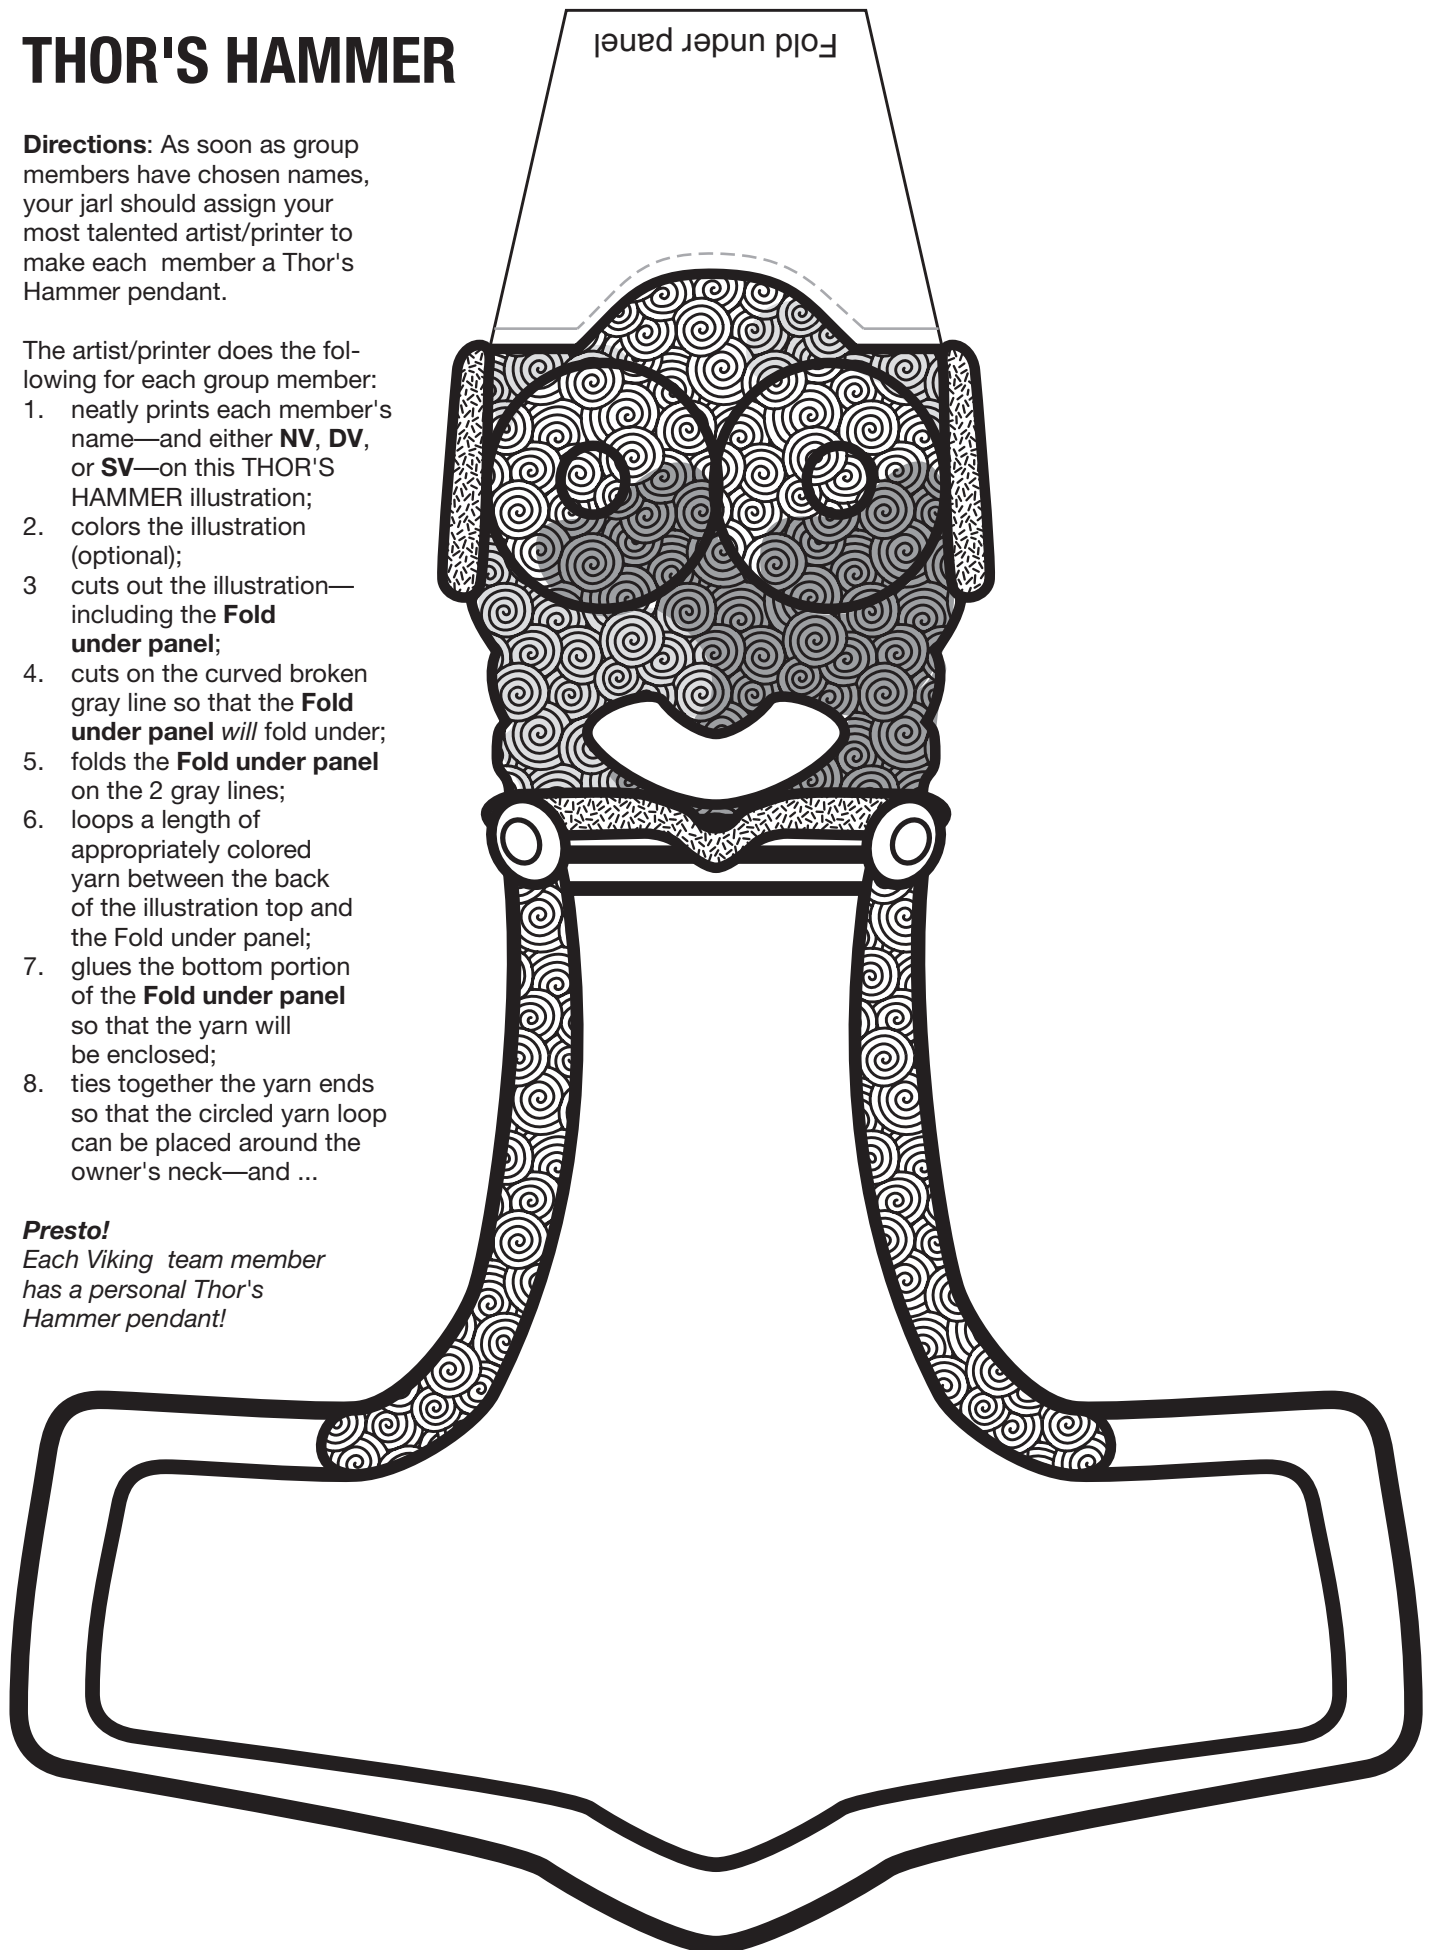 THOR'S HAMMER
Fold under panel
Directions: As soon as group
members have chosen names,
your jarl should assign your
most talented artist/printer to
make each  member a Thor's
Hammer pendant.
The artist/printer does the fol-
lowing for each group member:
1. neatly prints each member's
name—and either NV, DV,
or SV—on this THOR'S
HAMMER illustration;
2. colors the illustration
(optional);
3 cuts out the illustration—
including the Fold
under panel;
4. cuts on the curved broken
gray line so that the Fold
under panel will fold under;
5. folds the Fold under panel
on the 2 gray lines;
6. loops a length of
appropriately colored
yarn between the back
of the illustration top and
the Fold under panel;
7. glues the bottom portion
of the Fold under panel
so that the yarn will
be enclosed;
8. ties together the yarn ends
so that the circled yarn loop
can be placed around the
owner's neck—and ...
Presto!
Each Viking  team member
has a personal Thor's
Hammer pendant!